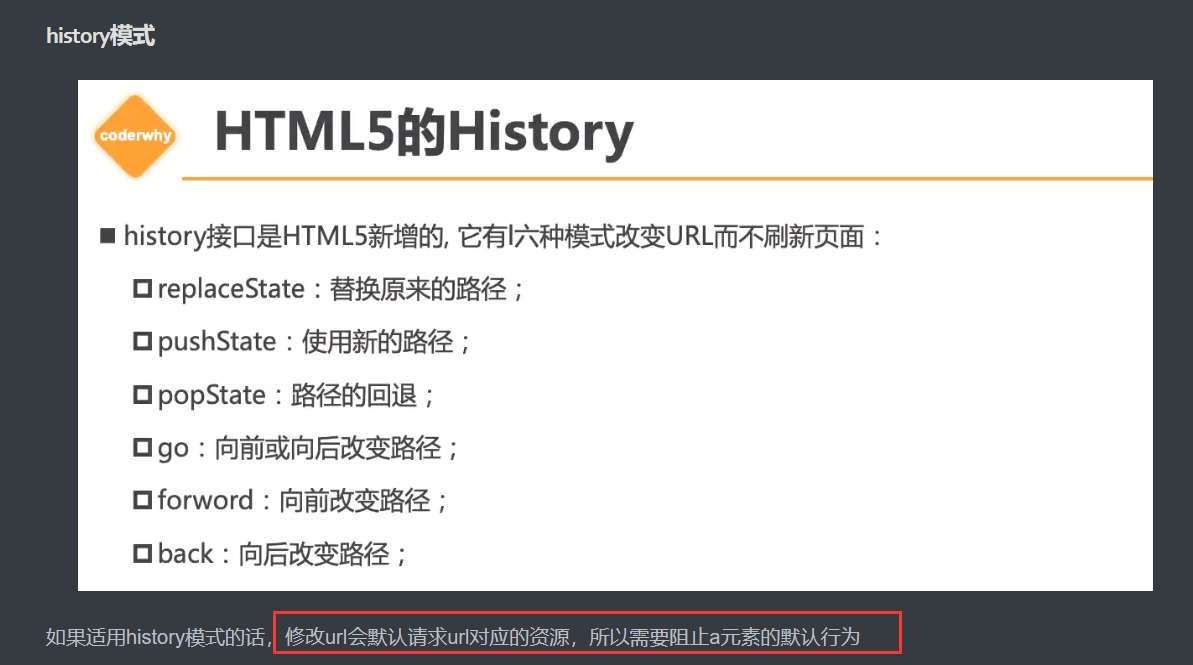 history模式
coderwhy
HTML5的History
history接口是HTML5新增的, 它有l六种模式改变URL而不刷新页面：
replaceState：替换原来的路径；
pushState：使用新的路径；
popState：路径的回退；
go：向前或向后改变路径；
forword：向前改变路径；
back：向后改变路径；
如果适用history模式的话，修改url会默认请求url对应的资源，所以需要阻止a元素的默认行为